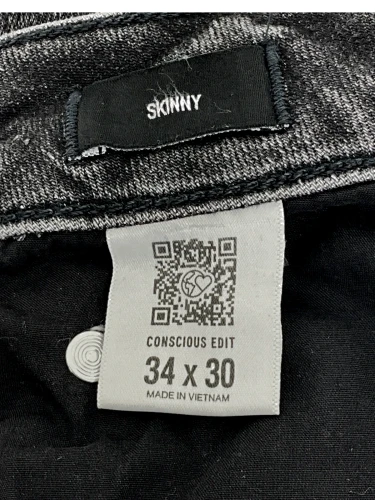 SKINNY
CONSCIOUS EDIT
34 x 30
MADE IN VIETNAM